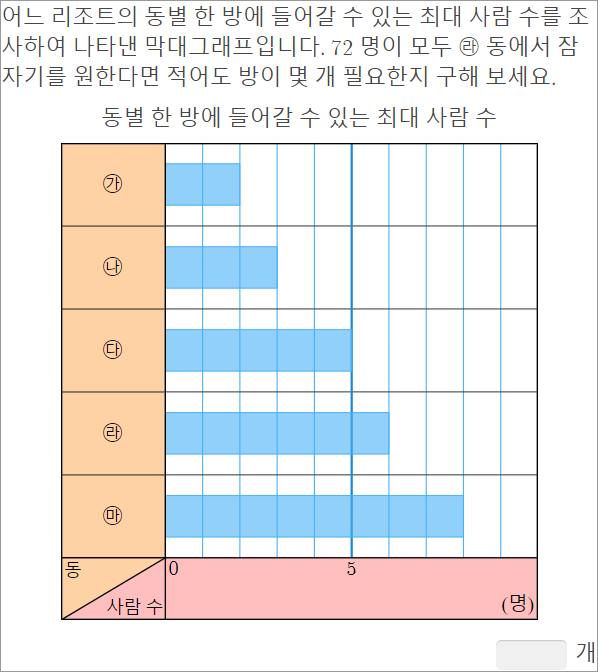 어느 리조트의 동별 한 방에 들어갈 수 있는 최대 사람 수를 조
사하여 나타낸 막대그래프입니다. 72 명이 모두 ㉱ 동에서 잠
자기를 원한다면 적어도 방이 몇 개 필요한지 구해 보세요.
동별 한 방에 들어갈 수 있는 최대 사람 수
㉮
㉯
㉰
㉱
㉲
동
사람 수
0 5
(명)
개